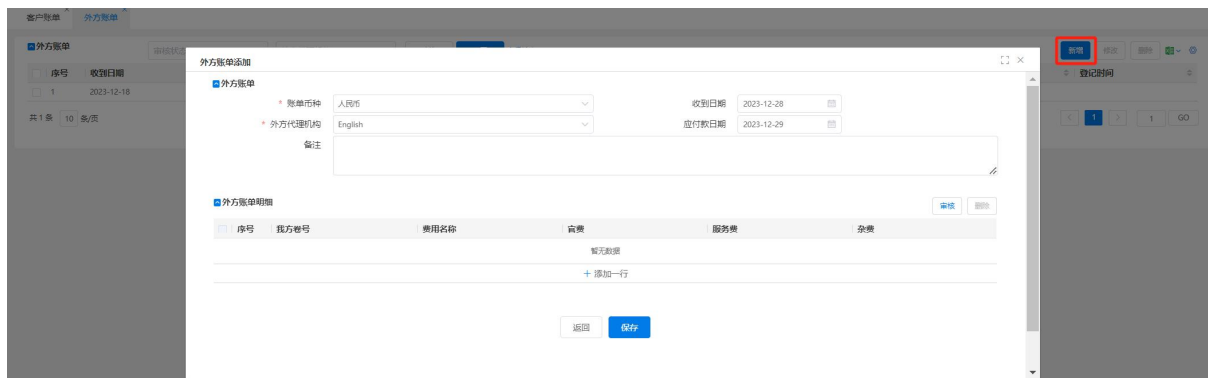 客户账单 × 外方账单 ×
外方账单 审核状态 新增 修改 删除
序号 收到日期 登记时间
1 2023-12-18
共1条 10 条/页 1 1 GO
外方账单添加
外方账单
* 账单币种 人民币 收到日期 2023-12-28
* 外方代理机构 English 应付款日期 2023-12-29
备注
外方账单明细 审核 删除
序号 我方卷号 费用名称 官费 服务费 杂费
暂无数据
+ 添加一行
返回 保存